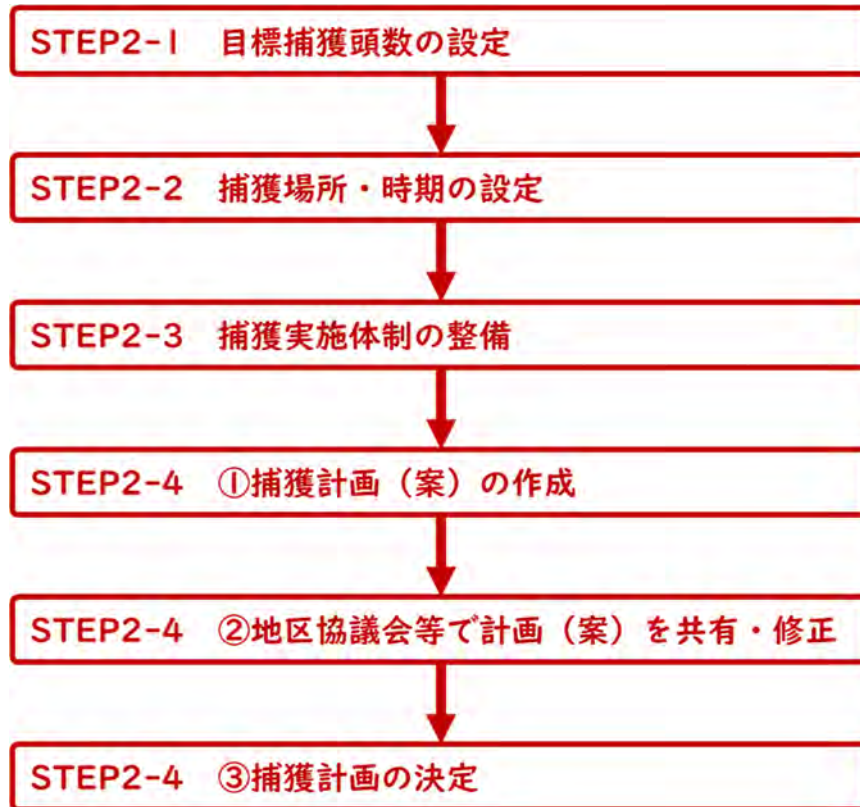 STEP2-1 目標捕獲頭数の設定
STEP2-2 捕獲場所・時期の設定
STEP2-3 捕獲実施体制の整備
STEP2-4 ①捕獲計画（案）の作成
STEP2-4 ②地区協議会等で計画（案）を共有・修正
STEP2-4 ③捕獲計画の決定